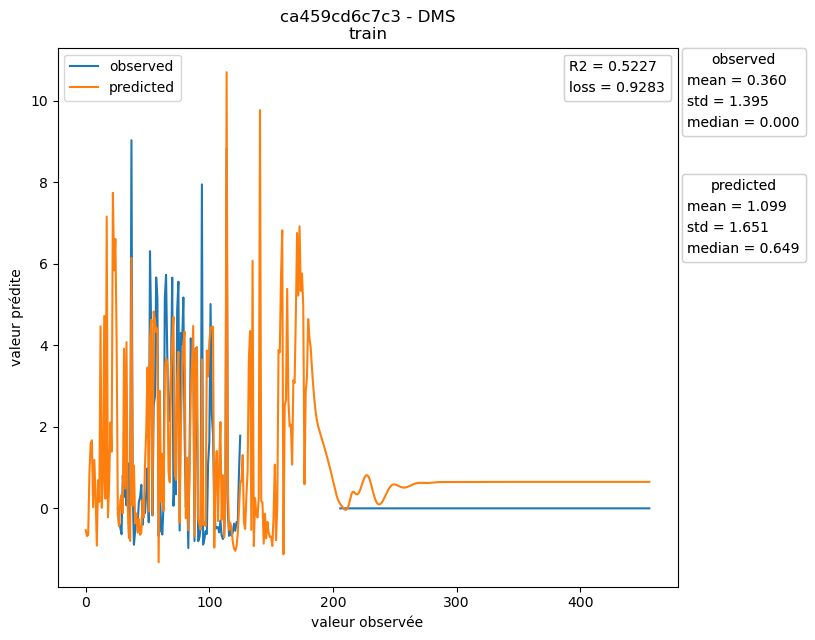 ca459cd6c7c3 - DMS
train
observed
predicted
R2 = 0.5227
loss = 0.9283
observed
mean = 0.360
std = 1.395
median = 0.000
predicted
mean = 1.099
std = 1.651
median = 0.649
valeur prédite
10
8
6
4
2
0
0
100
200
300
400
valeur observée